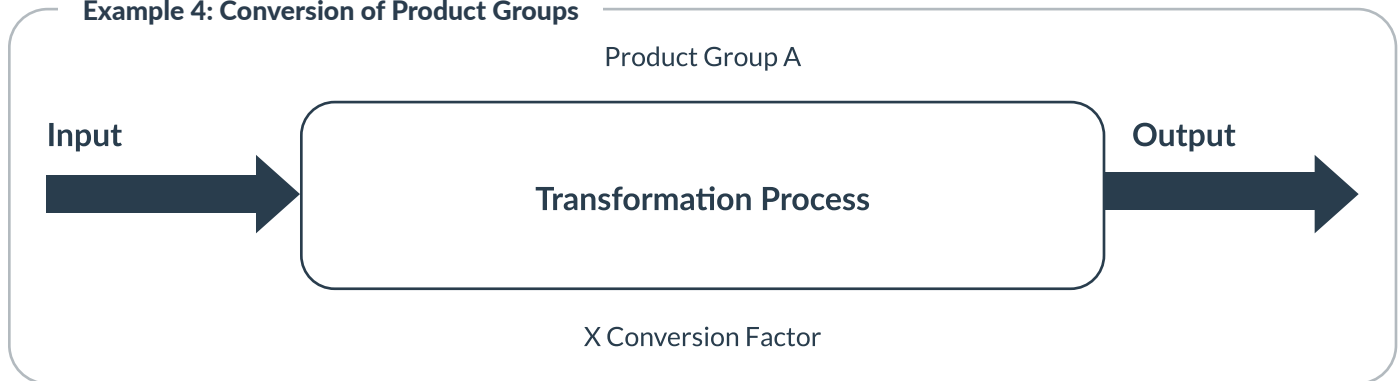 Example 4: Conversion of Product Groups
Product Group A
Input
Output
Transformation Process
X Conversion Factor